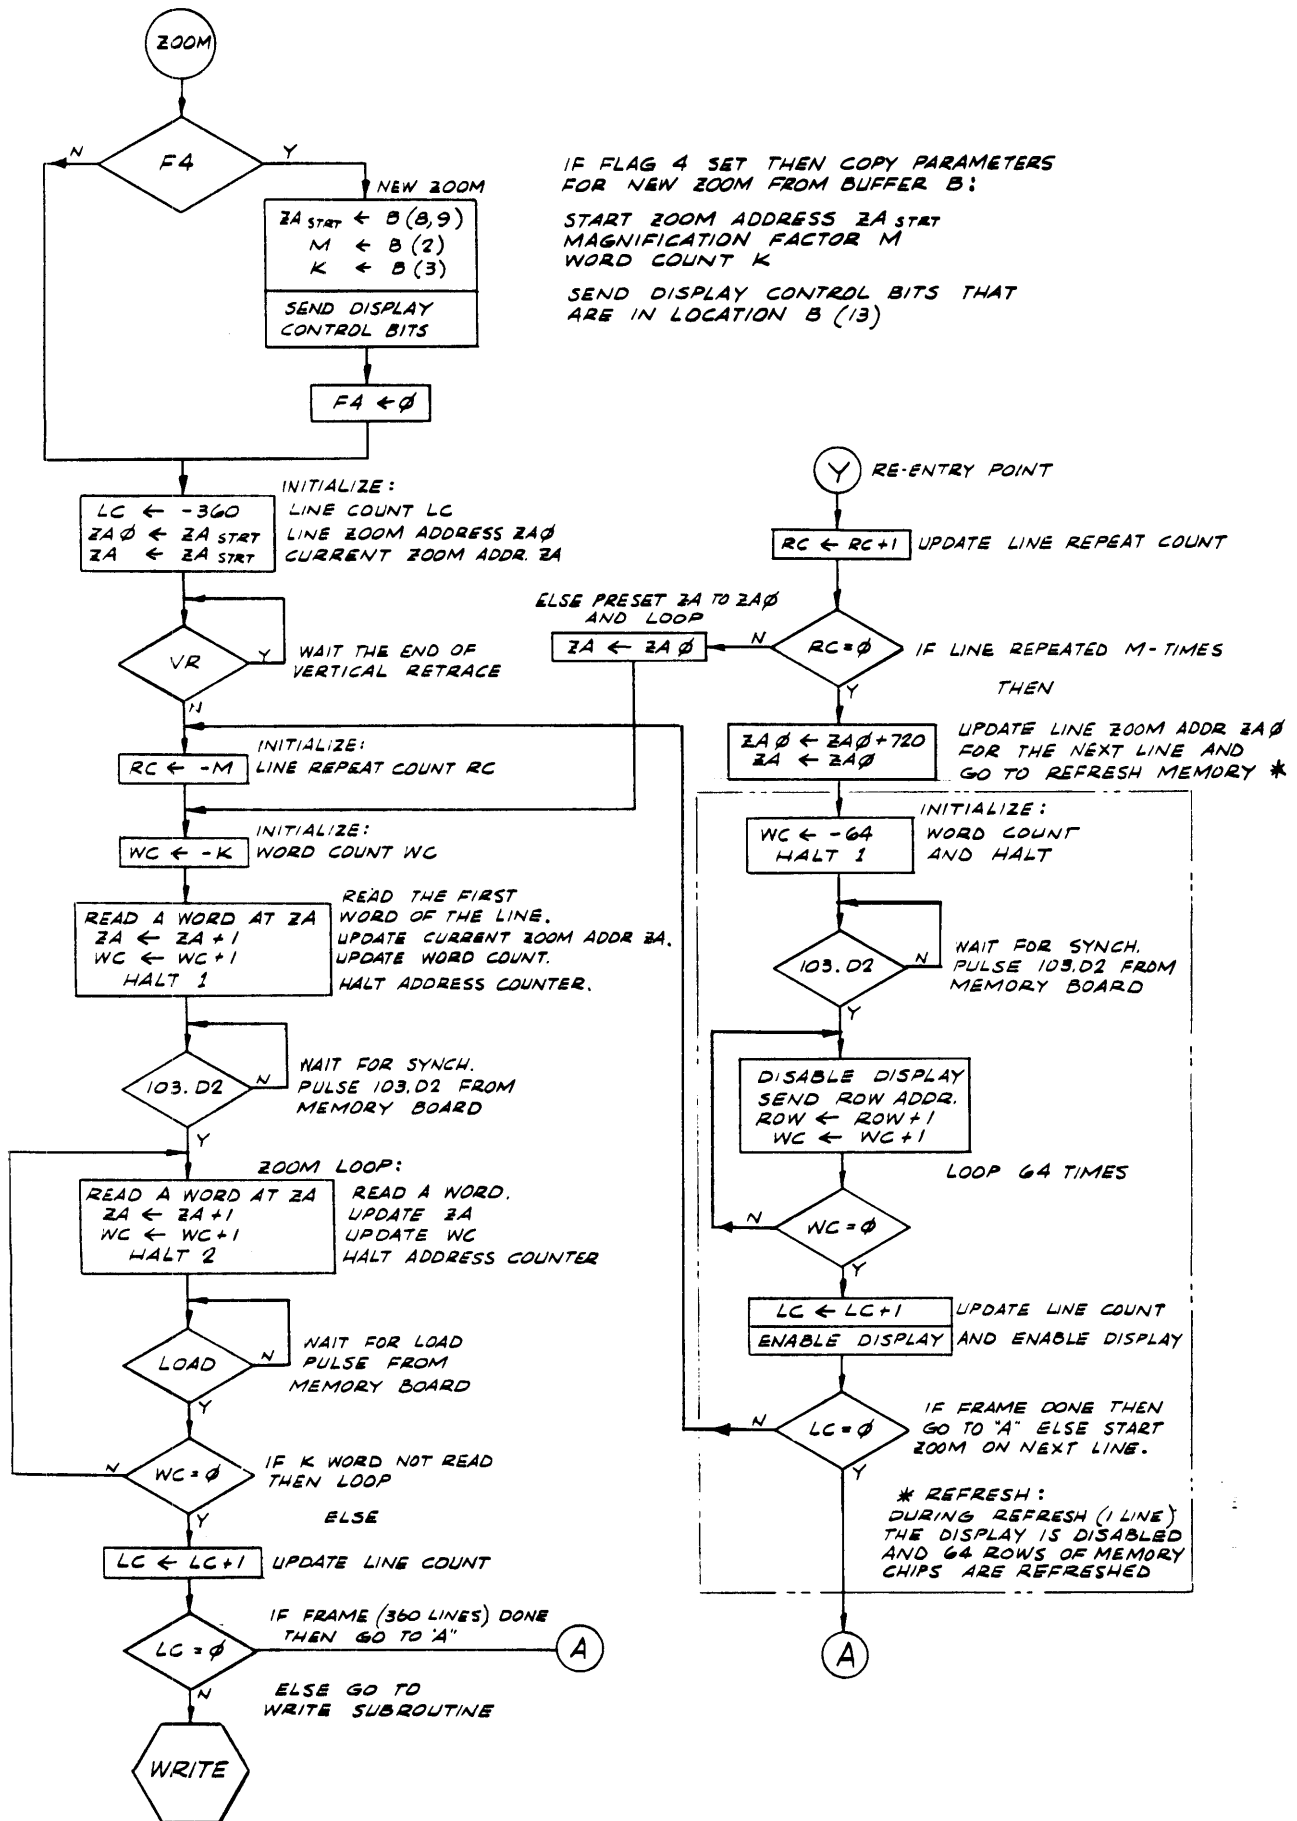 ZOOM
F4
N
Y
NEW ZOOM
ZA STRT ← B(8,9)
M ← B(2)
K ← B(3)
SEND DISPLAY
CONTROL BITS
F4 ← Ø
IF FLAG 4 SET THEN COPY PARAMETERS
FOR NEW ZOOM FROM BUFFER B:
START ZOOM ADDRESS ZA STRT
MAGNIFICATION FACTOR M
WORD COUNT K
SEND DISPLAY CONTROL BITS THAT
ARE IN LOCATION B (13)
INITIALIZE:
LC ← -360 LINE COUNT LC
ZAØ ← ZA STRT LINE ZOOM ADDRESS ZAØ
ZA ← ZA STRT CURRENT ZOOM ADDR. ZA
VR
Y
N
WAIT THE END OF
VERTICAL RETRACE
INITIALIZE:
RC ← -M LINE REPEAT COUNT RC
INITIALIZE:
WC ← -K WORD COUNT WC
READ A WORD AT ZA
ZA ← ZA + 1
WC ← WC + 1
HALT 1
READ THE FIRST
WORD OF THE LINE.
UPDATE CURRENT ZOOM ADDR ZA.
UPDATE WORD COUNT.
HALT ADDRESS COUNTER.
103.D2
N
Y
WAIT FOR SYNCH.
PULSE 103.D2 FROM
MEMORY BOARD
ZOOM LOOP:
READ A WORD AT ZA READ A WORD.
ZA ← ZA+1 UPDATE ZA
WC ← WC+1 UPDATE WC
HALT 2 HALT ADDRESS COUNTER
LOAD
N
Y
WAIT FOR LOAD
PULSE FROM
MEMORY BOARD
WC = Ø
N
Y
IF K WORD NOT READ
THEN LOOP
ELSE
LC ← LC+1 UPDATE LINE COUNT
LC = Ø
N
IF FRAME (360 LINES) DONE
THEN GO TO "A"
A
ELSE GO TO
WRITE SUBROUTINE
WRITE
Y RE-ENTRY POINT
RC ← RC+1 UPDATE LINE REPEAT COUNT
ELSE PRESET ZA TO ZAØ
AND LOOP
ZA ← ZAØ
N
RC=Ø
Y
IF LINE REPEATED M-TIMES
THEN
ZAØ ← ZAØ+720
ZA ← ZAØ
UPDATE LINE ZOOM ADDR ZAØ
FOR THE NEXT LINE AND
GO TO REFRESH MEMORY *
INITIALIZE:
WC ← -64 WORD COUNT
HALT 1 AND HALT
103.D2
N
Y
WAIT FOR SYNCH.
PULSE 103.D2 FROM
MEMORY BOARD
DISABLE DISPLAY
SEND ROW ADDR.
ROW ← ROW+1
WC ← WC+1
LOOP 64 TIMES
N
WC=Ø
Y
LC ← LC+1 UPDATE LINE COUNT
ENABLE DISPLAY AND ENABLE DISPLAY
N
LC=Ø
Y
IF FRAME DONE THEN
GO TO "A" ELSE START
ZOOM ON NEXT LINE.
* REFRESH:
DURING REFRESH (1 LINE)
THE DISPLAY IS DISABLED
AND 64 ROWS OF MEMORY
CHIPS ARE REFRESHED
A